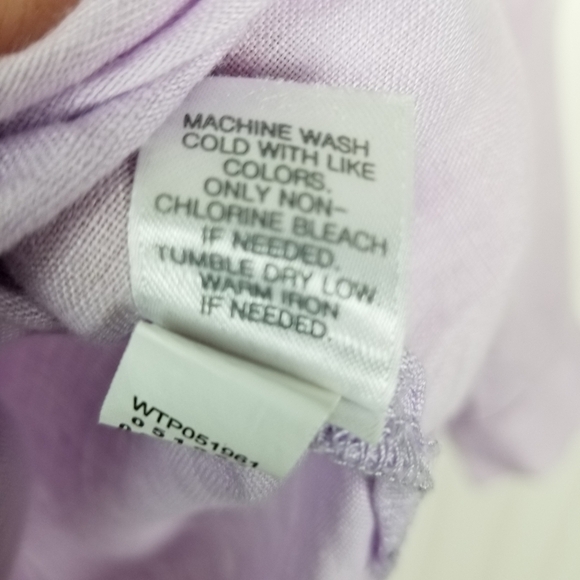 MACHINE WASH
COLD WITH LIKE
COLORS.
ONLY NON-
CHLORINE BLEACH
IF NEEDED.
TUMBLE DRY LOW.
WARM IRON
IF NEEDED.
WTP051961